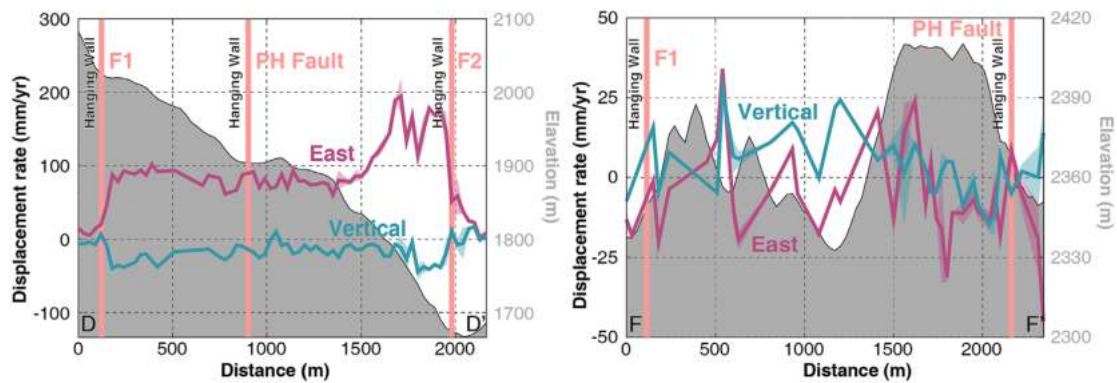 300
200
100
0
-100
Displacement rate (mm/yr)
Hanging Wall
F1
Hanging Wall
PH Fault
Hanging Wall
F2
East
Vertical
D
D'
2100
2000
1900
1800
1700
Elavation (m)
0
500
1000
1500
2000
Distance (m)
50
25
0
-25
-50
Displacement rate (mm/yr)
Hanging Wall
F1
PH Fault
Hanging Wall
Vertical
East
F
F'
2420
2390
2360
2330
2300
Elavation (m)
0
500
1000
1500
2000
Distance (m)